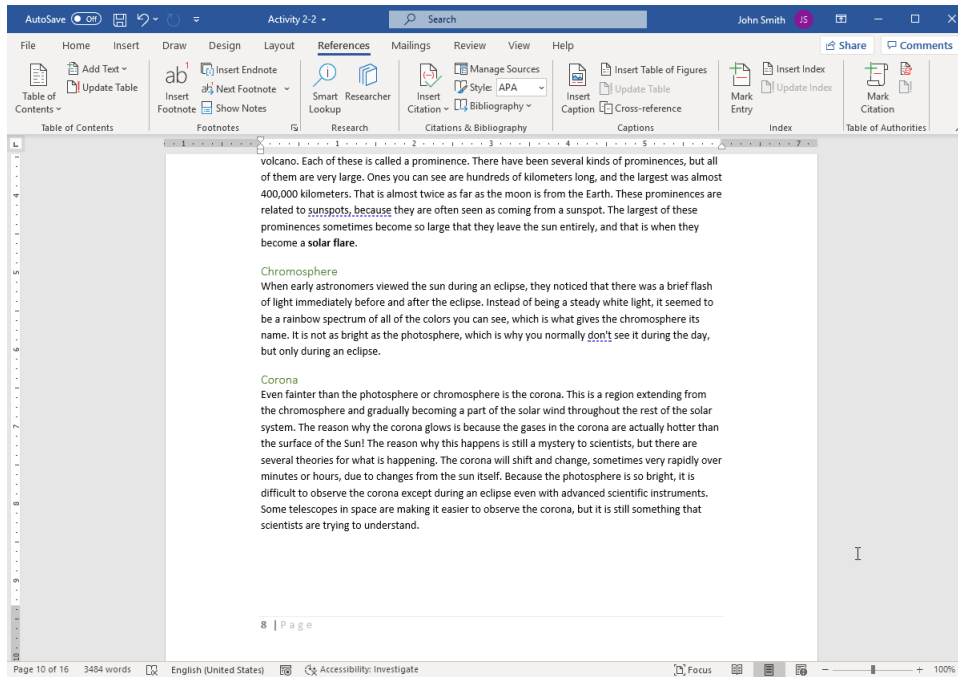 AutoSave Off Activity 2-2 Search John Smith JS
File Home Insert Draw Design Layout References Mailings Review View Help Share Comments
Table of Contents
Add Text
Update Table
Table of Contents
ab1
Insert Footnote
Insert Endnote
Next Footnote
Show Notes
Footnotes
Smart Lookup
Researcher
Research
Insert Citation
Manage Sources
Style: APA
Bibliography
Citations & Bibliography
Insert Caption
Insert Table of Figures
Update Table
Cross-reference
Captions
Mark Entry
Insert Index
Update Index
Index
Mark Citation
Table of Authorities
1 1 2 3 4 5 7
volcano. Each of these is called a prominence. There have been several kinds of prominences, but all
of them are very large. Ones you can see are hundreds of kilometers long, and the largest was almost
400,000 kilometers. That is almost twice as far as the moon is from the Earth. These prominences are
related to sunspots, because they are often seen as coming from a sunspot. The largest of these
prominences sometimes become so large that they leave the sun entirely, and that is when they
become a solar flare.
Chromosphere
When early astronomers viewed the sun during an eclipse, they noticed that there was a brief flash
of light immediately before and after the eclipse. Instead of being a steady white light, it seemed to
be a rainbow spectrum of all of the colors you can see, which is what gives the chromosphere its
name. It is not as bright as the photosphere, which is why you normally don't see it during the day,
but only during an eclipse.
Corona
Even fainter than the photosphere or chromosphere is the corona. This is a region extending from
the chromosphere and gradually becoming a part of the solar wind throughout the rest of the solar
system. The reason why the corona glows is because the gases in the corona are actually hotter than
the surface of the Sun! The reason why this happens is still a mystery to scientists, but there are
several theories for what is happening. The corona will shift and change, sometimes very rapidly over
minutes or hours, due to changes from the sun itself. Because the photosphere is so bright, it is
difficult to observe the corona except during an eclipse even with advanced scientific instruments.
Some telescopes in space are making it easier to observe the corona, but it is still something that
scientists are trying to understand.
8 | Page
4
5
6
7
8
9
10
Page 10 of 16 3484 words English (United States) Accessibility: Investigate Focus 100%